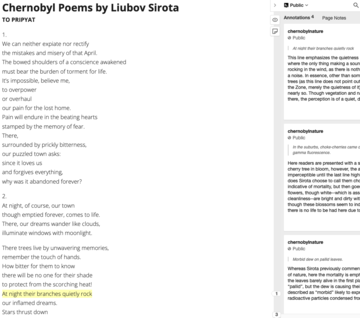 Chernobyl Poems by Liubov Sirota
TO PRIPYAT
1.
We can neither expiate nor rectify
the mistakes and misery of that April.
The bowed shoulders of a conscience awakened
must bear the burden of torment for life.
It's impossible, believe me,
to overpower
or overhaul
our pain for the lost home.
Pain will endure in the beating hearts
stamped by the memory of fear.
There,
surrounded by prickly bitterness,
our puzzled town asks:
since it loves us
and forgives everything,
why was it abandoned forever?
2.
At night, of course, our town
though emptied forever, comes to life.
There, our dreams wander like clouds,
illuminate windows with moonlight.
There trees live by unwavering memories,
remember the touch of hands.
How bitter for them to know
there will be no one for their shade
to protect from the scorching heat!
At night their branches quietly rock
our inflamed dreams.
Stars thrust down
Public
Annotations 4
Page Notes
chernobylnature
Public
At night their branches quietly rock
This line emphasizes the quietness
where the only thing making a soun
rocking in the wind, as there is noth
a noise. In essence, other than som
trees (as this line does not point out
the Zone, merely the quietness of it)
nearly so. Though vegetation and n
there, the perception is of a quiet, d
chernobylnature
Public
In the suburbs, choke-cherries came
gamma fluorescence.
Here readers are presented with a s
cherry tree in bloom, however, the a
imperceptible until the last line high
does Sirota choose to call them cho
indicative of mortality, but then goe
flowers, though white—which is ass
cleanliness—are bright and dirty wit
though these blossoms seem to ind
there is no life to be had here due to
chernobylnature
Public
Morbid dew on pallid leaves
Whereas Sirota previously commen
of nature, here the mortality is empl
the leaves barely alive in the first pl
"pallid", but the dew is causing their
described as "morbid" likely to expr
radioactive particles condensed fro